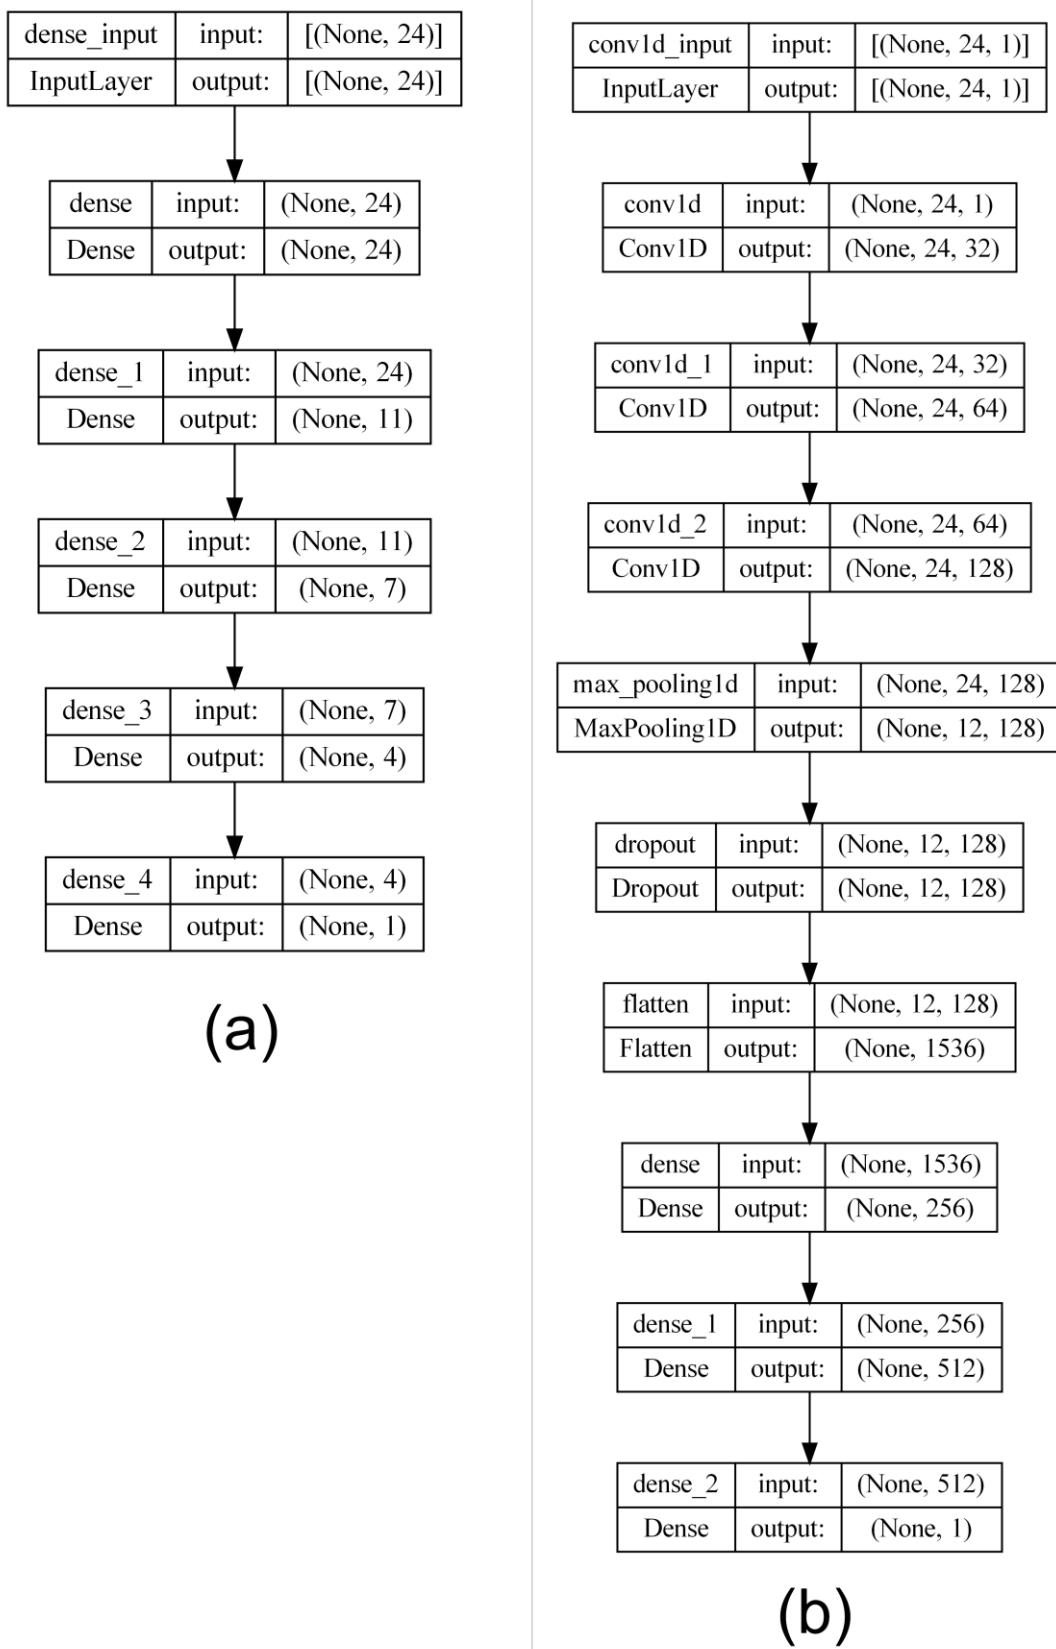 dense_input input: [(None, 24)]
InputLayer output: [(None, 24)]
dense input: (None, 24)
Dense output: (None, 24)
dense_1 input: (None, 24)
Dense output: (None, 11)
dense_2 input: (None, 11)
Dense output: (None, 7)
dense_3 input: (None, 7)
Dense output: (None, 4)
dense_4 input: (None, 4)
Dense output: (None, 1)
(a)
conv1d_input input: [(None, 24, 1)]
InputLayer output: [(None, 24, 1)]
conv1d input: (None, 24, 1)
Conv1D output: (None, 24, 32)
conv1d_1 input: (None, 24, 32)
Conv1D output: (None, 24, 64)
conv1d_2 input: (None, 24, 64)
Conv1D output: (None, 24, 128)
max_pooling1d input: (None, 24, 128)
MaxPooling1D output: (None, 12, 128)
dropout input: (None, 12, 128)
Dropout output: (None, 12, 128)
flatten input: (None, 12, 128)
Flatten output: (None, 1536)
dense input: (None, 1536)
Dense output: (None, 256)
dense_1 input: (None, 256)
Dense output: (None, 512)
dense_2 input: (None, 512)
Dense output: (None, 1)
(b)